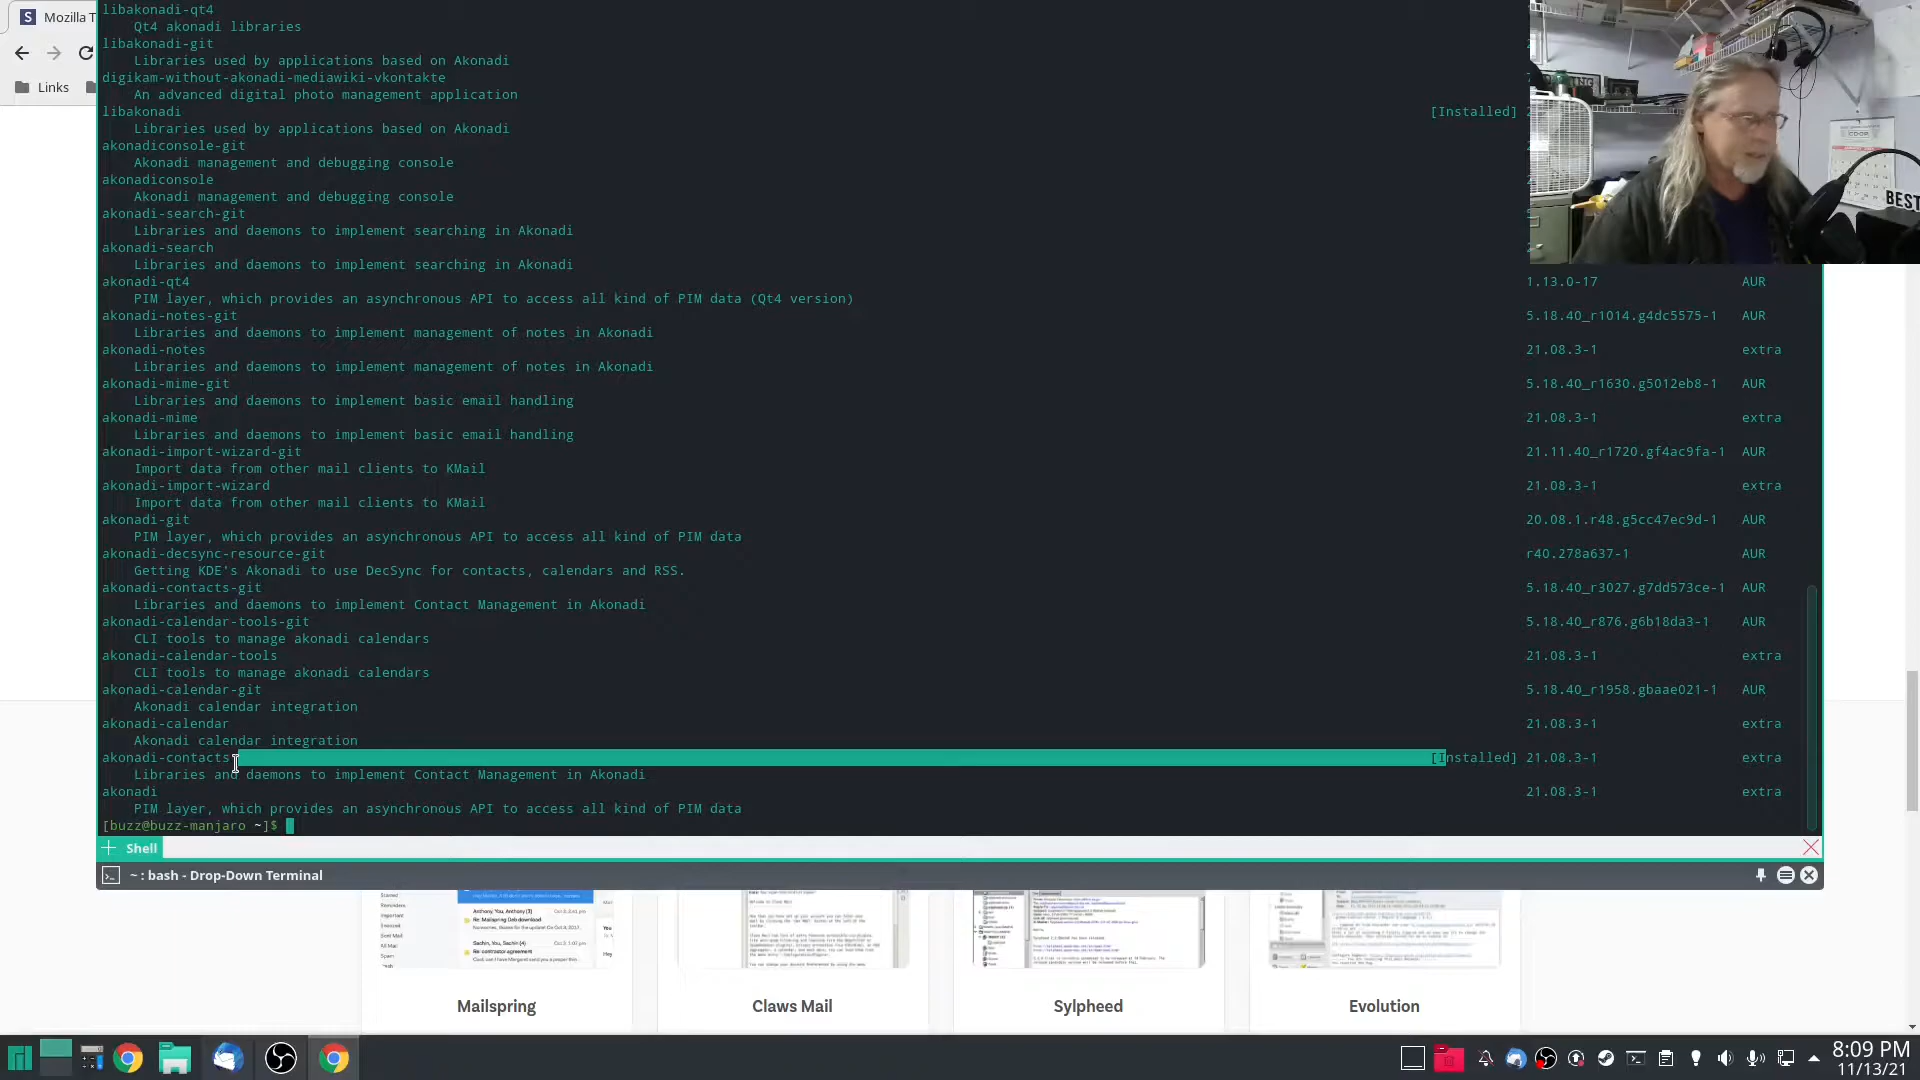 Mozilla T
Links
libakonadi-qt4
Qt4 akonadi libraries
libakonadi-git
Libraries used by applications based on Akonadi
digikam-without-akonadi-mediawiki-vkontakte
An advanced digital photo management application
libakonadi [Installed]
Libraries used by applications based on Akonadi
akonadiconsole-git
Akonadi management and debugging console
akonadiconsole
Akonadi management and debugging console
akonadi-search-git
Libraries and daemons to implement searching in Akonadi
akonadi-search
Libraries and daemons to implement searching in Akonadi
akonadi-qt4 1.13.0-17 AUR
PIM layer, which provides an asynchronous API to access all kind of PIM data (Qt4 version)
akonadi-notes-git 5.18.40_r1014.g4dc5575-1 AUR
Libraries and daemons to implement management of notes in Akonadi
akonadi-notes 21.08.3-1 extra
Libraries and daemons to implement management of notes in Akonadi
akonadi-mime-git 5.18.40_r1630.g5012eb8-1 AUR
Libraries and daemons to implement basic email handling
akonadi-mime 21.08.3-1 extra
Libraries and daemons to implement basic email handling
akonadi-import-wizard-git 21.11.40_r1720.gf4ac9fa-1 AUR
Import data from other mail clients to KMail
akonadi-import-wizard 21.08.3-1 extra
Import data from other mail clients to KMail
akonadi-git 20.08.1.r48.g5cc47ec9d-1 AUR
PIM layer, which provides an asynchronous API to access all kind of PIM data
akonadi-decsync-resource-git r40.278a637-1 AUR
Getting KDE's Akonadi to use DecSync for contacts, calendars and RSS.
akonadi-contacts-git 5.18.40_r3027.g7dd573ce-1 AUR
Libraries and daemons to implement Contact Management in Akonadi
akonadi-calendar-tools-git 5.18.40_r876.g6b18da3-1 AUR
CLI tools to manage akonadi calendars
akonadi-calendar-tools 21.08.3-1 extra
CLI tools to manage akonadi calendars
akonadi-calendar-git 5.18.40_r1958.gbaae021-1 AUR
Akonadi calendar integration
akonadi-calendar 21.08.3-1 extra
Akonadi calendar integration
akonadi-contacts [Installed] 21.08.3-1 extra
Libraries and daemons to implement Contact Management in Akonadi
akonadi 21.08.3-1 extra
PIM layer, which provides an asynchronous API to access all kind of PIM data
[buzz@buzz-manjaro ~]$
Shell
~ : bash - Drop-Down Terminal
BEST
Mailspring
Claws Mail
Sylpheed
Evolution
8:09 PM
11/13/21